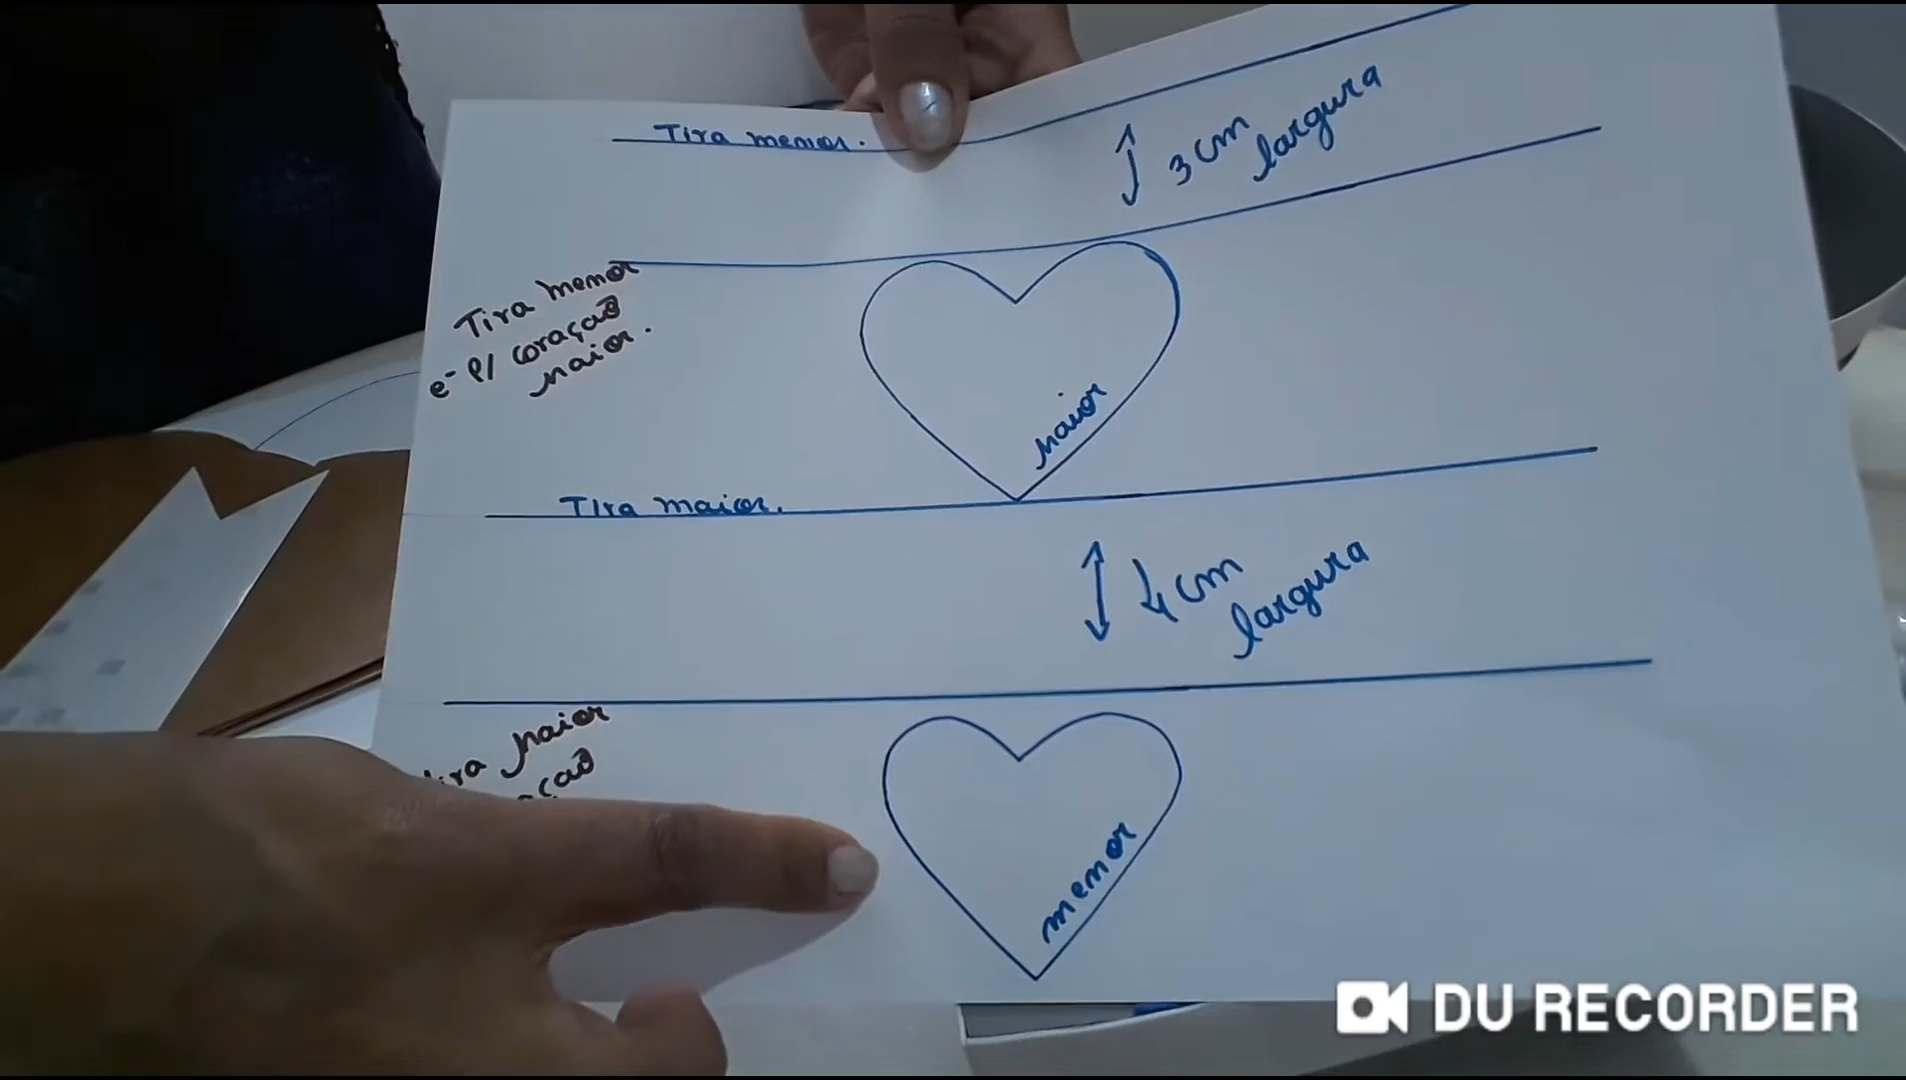 Tira menor.
3 cm
largura
Tira menor
e- p/ coração
maior.
maior
Tira maior.
4 cm
largura
maior
menor
DU RECORDER